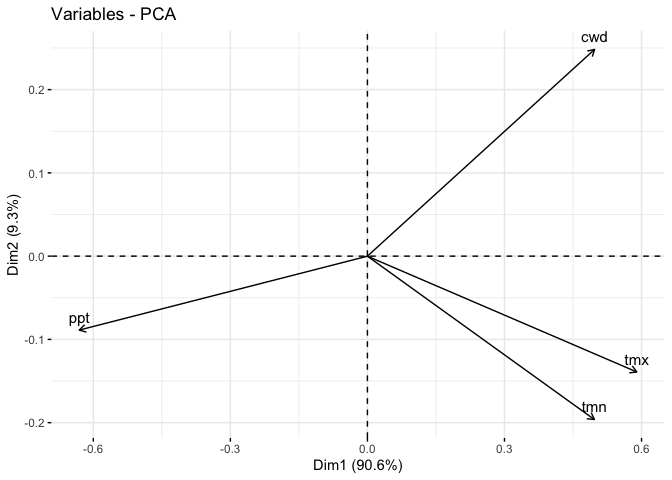 Variables - PCA
cwd
0.2
0.1
Dim2 (9.3%)
0.0
ppt
-0.1
tmx
tmn
-0.2
-0.6
-0.3
0.0
0.3
0.6
Dim1 (90.6%)